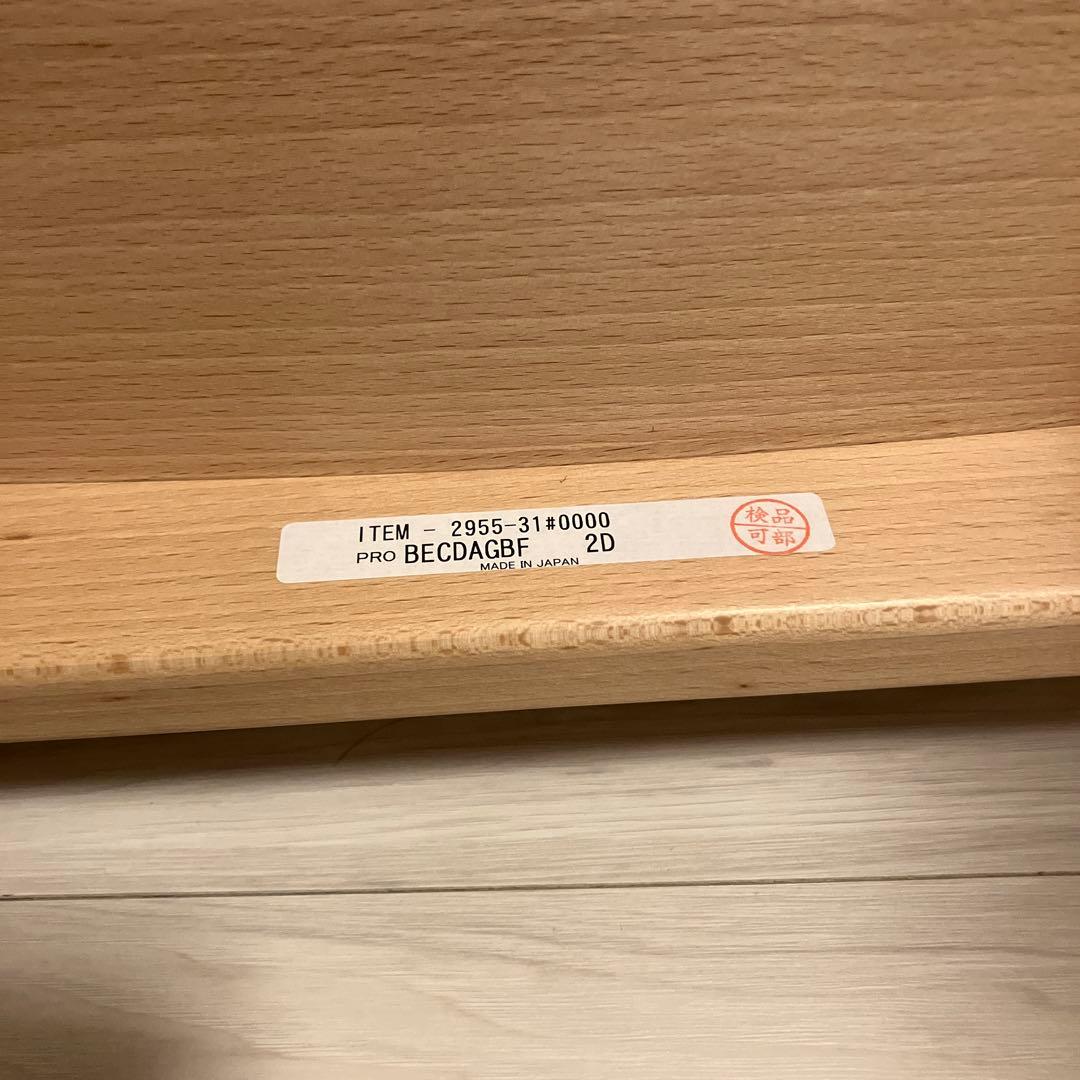 ITEM - 2955-31#0000
PRO BECDAGBF 2D
MADE IN JAPAN
検品
可部